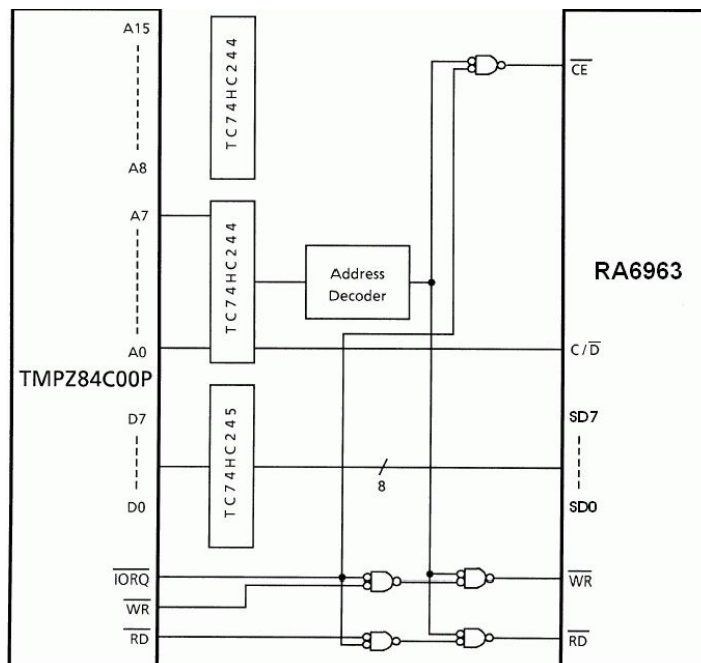 A15
TC74HC244
CE
A8
A7
TC74HC244
Address
Decoder
RA6963
A0
C/D
TMPZ84C00P
D7
TC74HC245
SD7
8
D0
SD0
IORQ
WR
WR
RD
RD